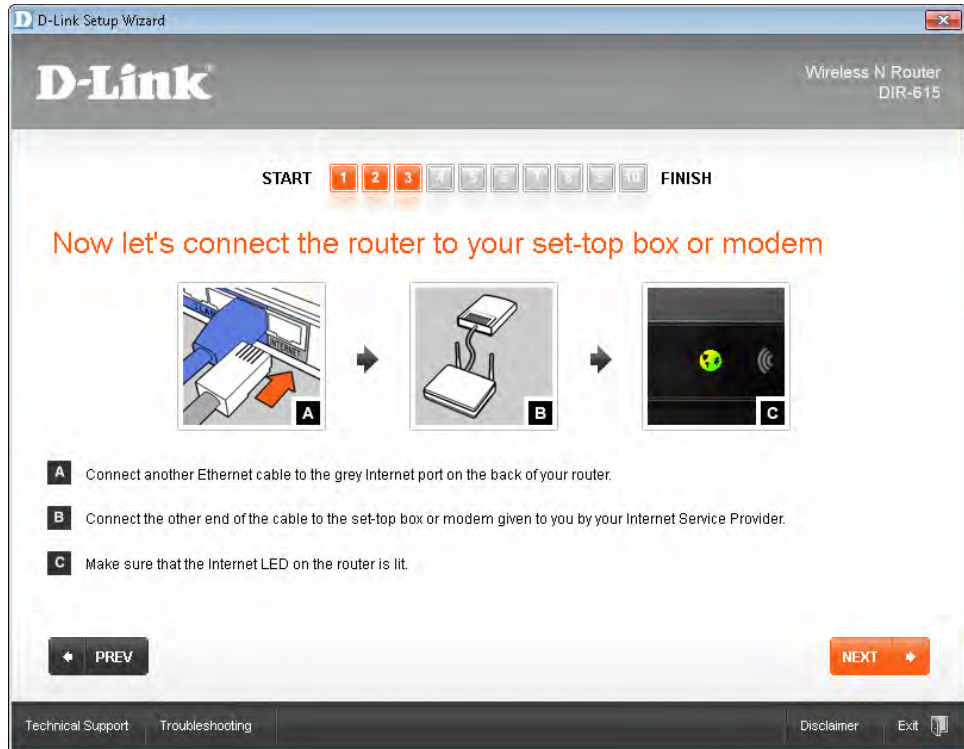 D-Link Setup Wizard
D-Link
Wireless N Router
DIR-615
START 1 2 3 4 5 6 7 8 9 10 FINISH
Now let's connect the router to your set-top box or modem
INTERNET
A
B
C
A Connect another Ethernet cable to the grey Internet port on the back of your router.
B Connect the other end of the cable to the set-top box or modem given to you by your Internet Service Provider.
C Make sure that the Internet LED on the router is lit.
PREV
NEXT
Technical Support Troubleshooting Disclaimer Exit